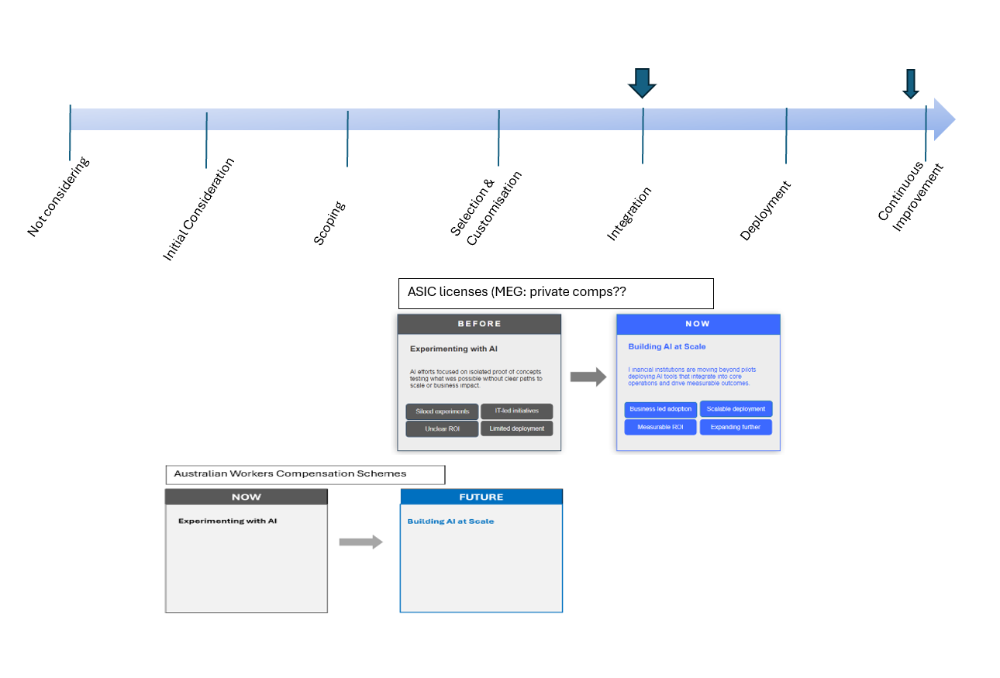 Not considering
Initial Consideration
Scoping
Selection &
Customisation
Integration
Deployment
Continuous
Improvement
ASIC licenses (MEG: private comps??
BEFORE
Experimenting with AI
AI efforts focused on isolated proof of concepts
testing what was possible without clear paths to
scale or business impact.
Siloed experiments
IT-led initiatives
Unclear ROI
Limited deployment
NOW
Building AI at Scale
Financial institutions are moving beyond pilots
deploying AI tools that integrate into core
operations and drive measurable outcomes.
Business led adoption
Scalable deployment
Measurable ROI
Expanding further
Australian Workers Compensation Schemes
NOW
Experimenting with AI
FUTURE
Building AI at Scale